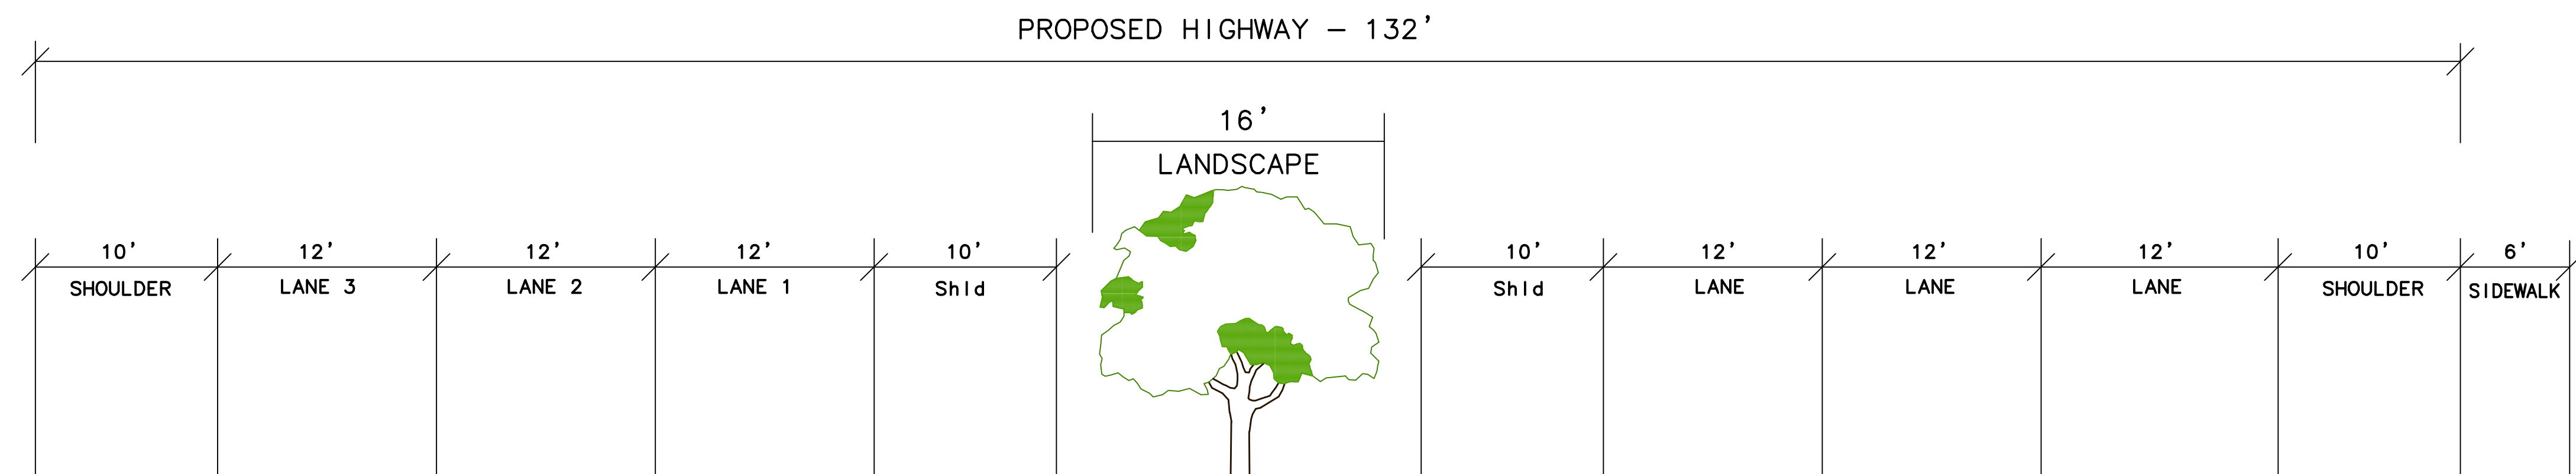 PROPOSED HIGHWAY - 132'
16'
LANDSCAPE
10' 12' 12' 12' 10' 10' 12' 12' 12' 10' 6'
SHOULDER LANE 3 LANE 2 LANE 1 Shld Shld LANE LANE LANE SHOULDER SIDEWALK